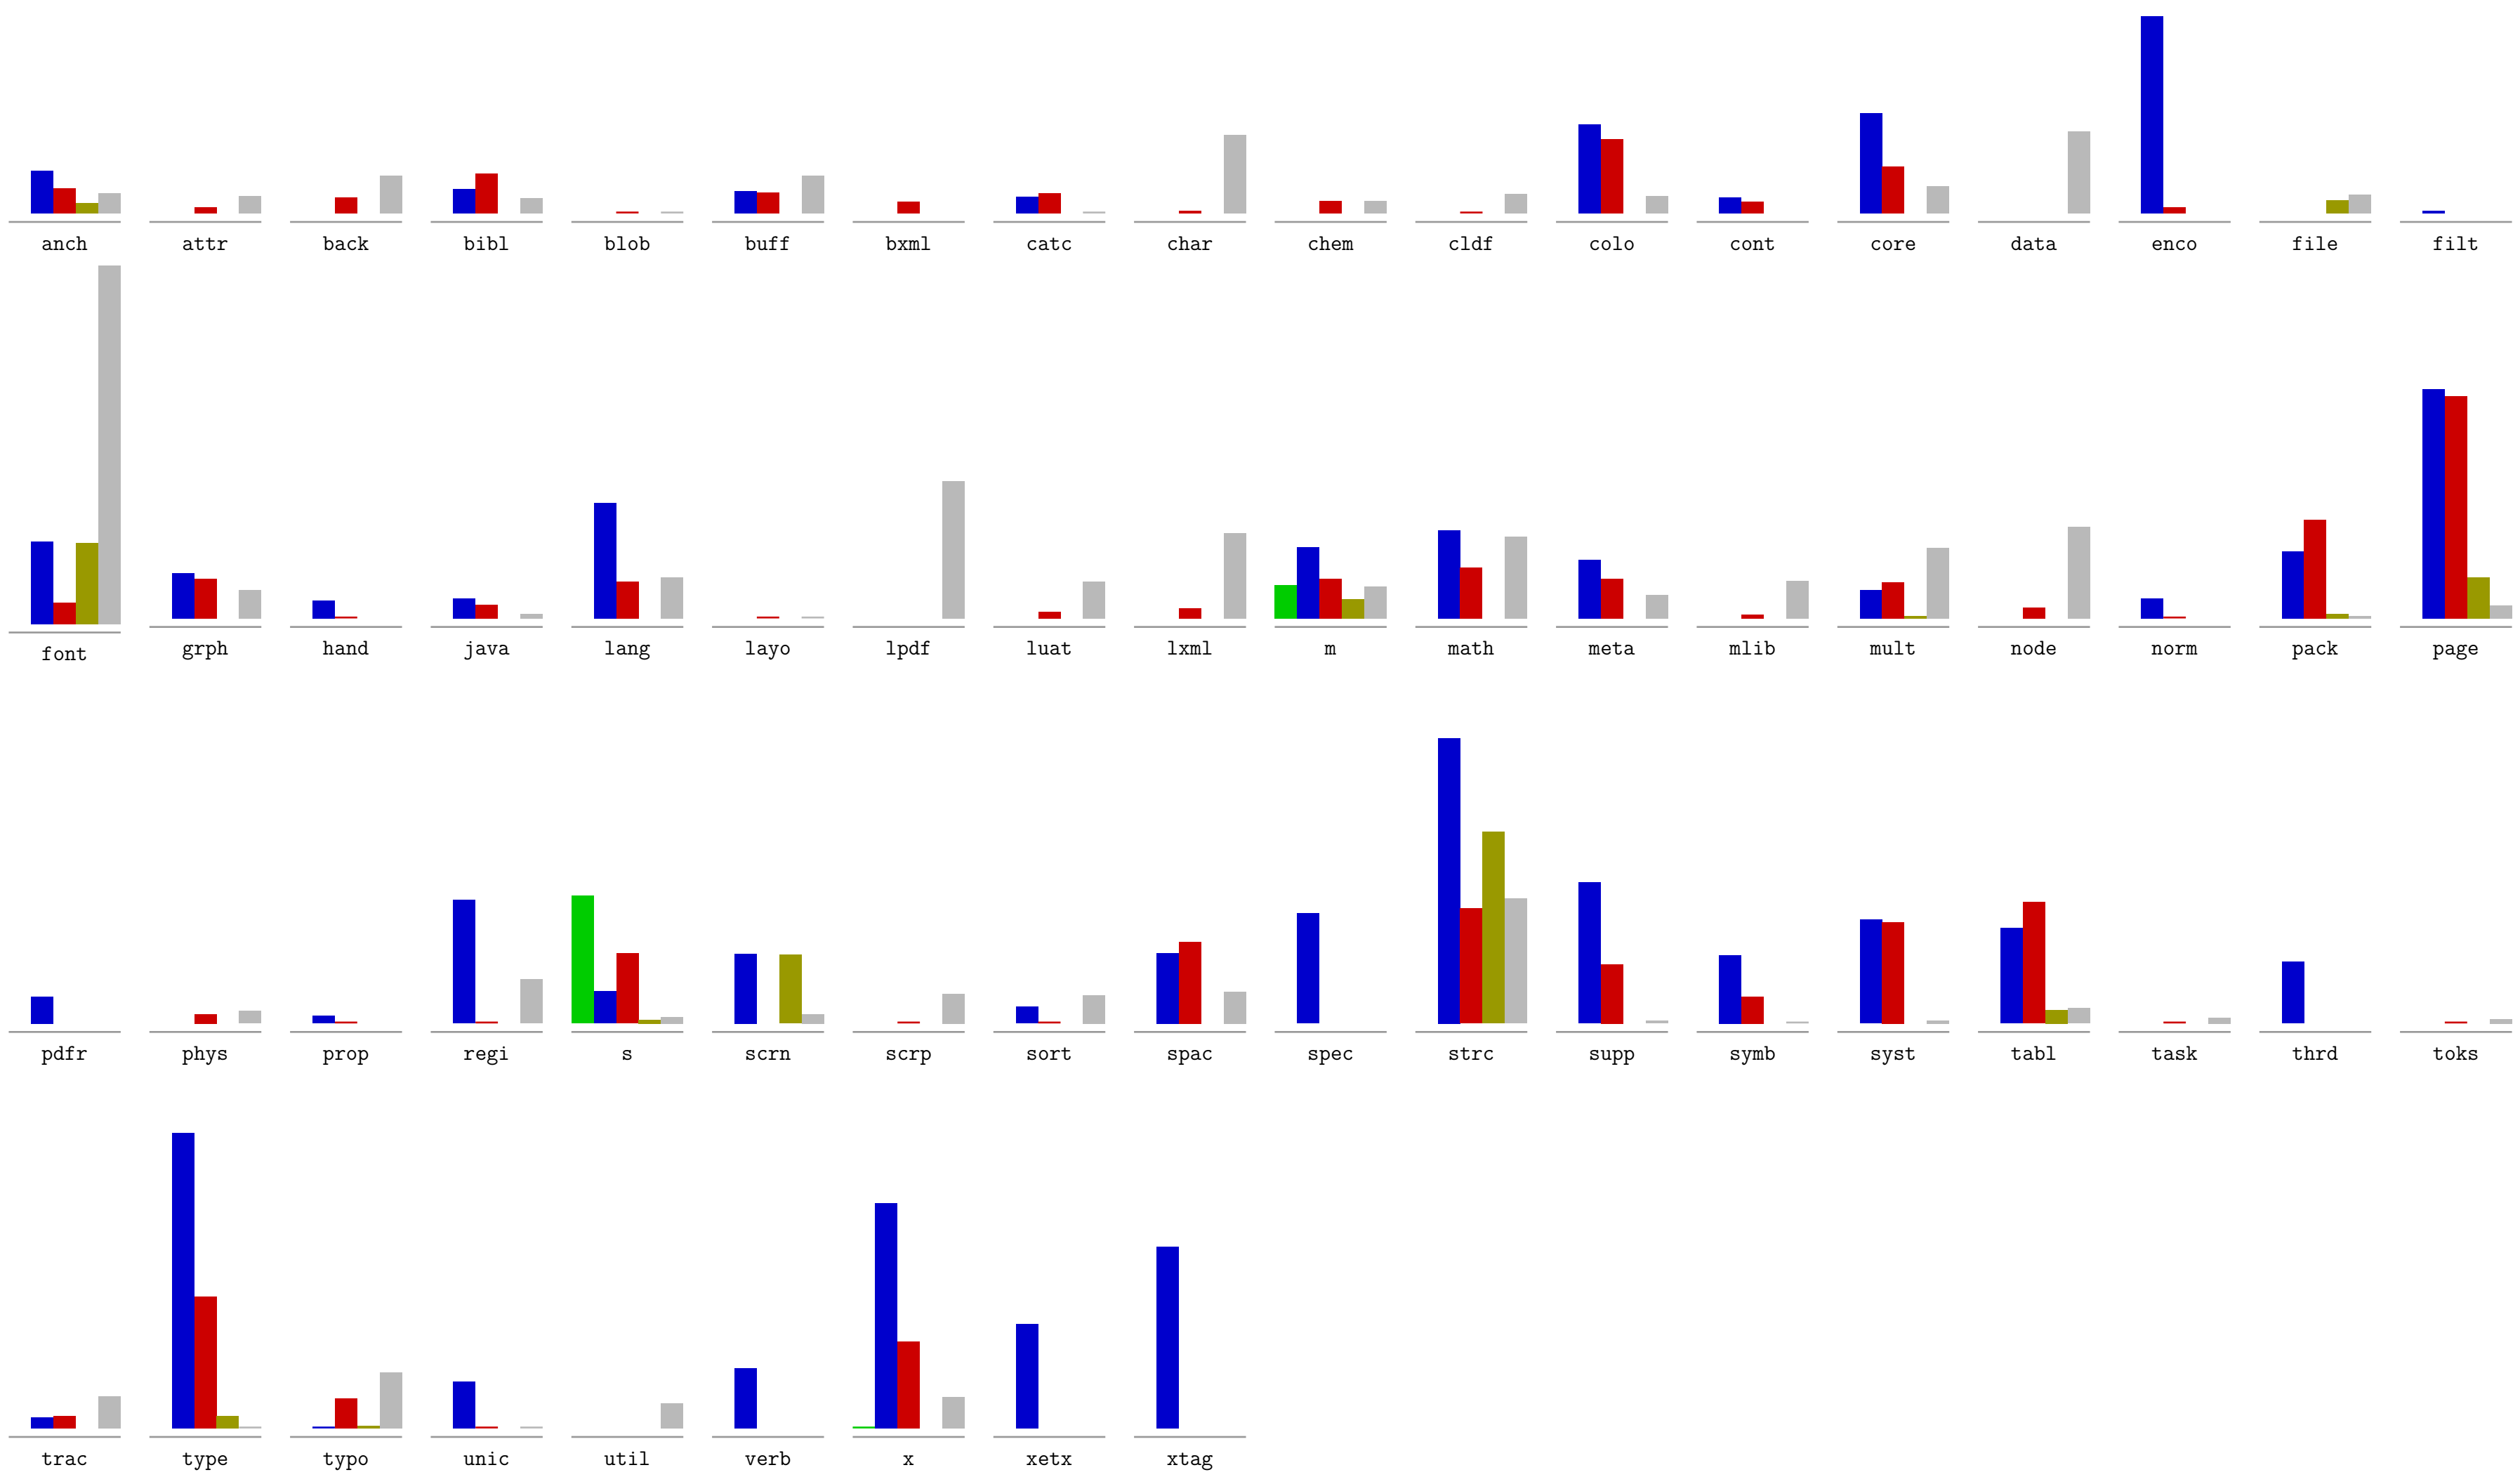 anch attr back bibl blob buff bxml catc char chem cldf colo cont core data enco file filt
font grph hand java lang layo lpdf luat lxml m math meta mlib mult node norm pack page
pdfr phys prop regi s scrn scrp sort spac spec strc supp symb syst tabl task thrd toks
trac type typo unic util verb x xetx xtag